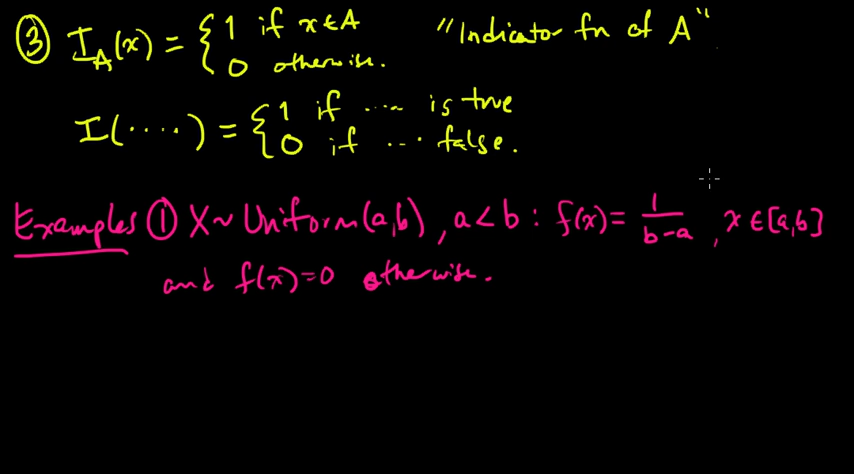 ③ I_A(x) = { 1 if x ∈ A "Indicator fn of A"
0 otherwise.
I(.....) = { 1 if ..... is true
0 if ... false.
Examples ① X ~ Uniform(a,b), a < b : f(x) = 1/(b-a), x ∈ [a,b]
and f(x) = 0 otherwise.